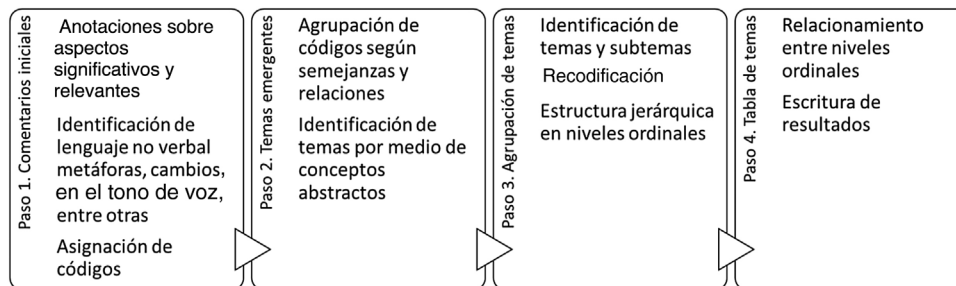 Paso 1. Comentarios iniciales
Anotaciones sobre
aspectos
significativos y
relevantes
Identificación de
lenguaje no verbal
metáforas, cambios,
en el tono de voz,
entre otras
Asignación de
códigos
Paso 2. Temas emergentes
Agrupación de
códigos según
semejanzas y
relaciones
Identificación de
temas por medio de
conceptos
abstractos
Paso 3. Agrupación de temas
Identificación de
temas y subtemas
Recodificación
Estructura jerárquica
en niveles ordinales
Paso 4. Tabla de temas
Relacionamiento
entre niveles
ordinales
Escritura de
resultados